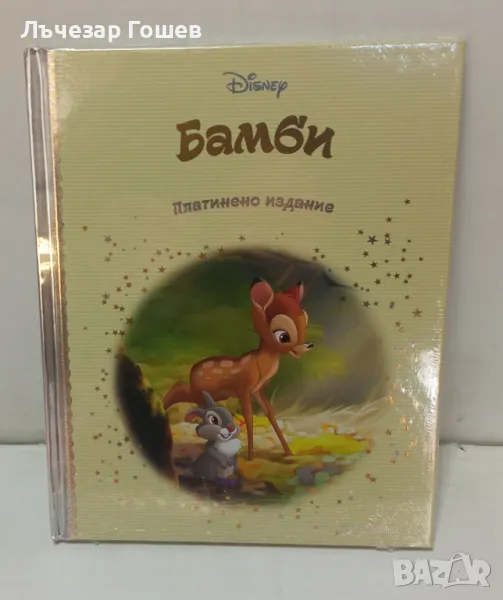 Лъчезар Гошев
Disney
Бамби
Платинено издание
BAZAR